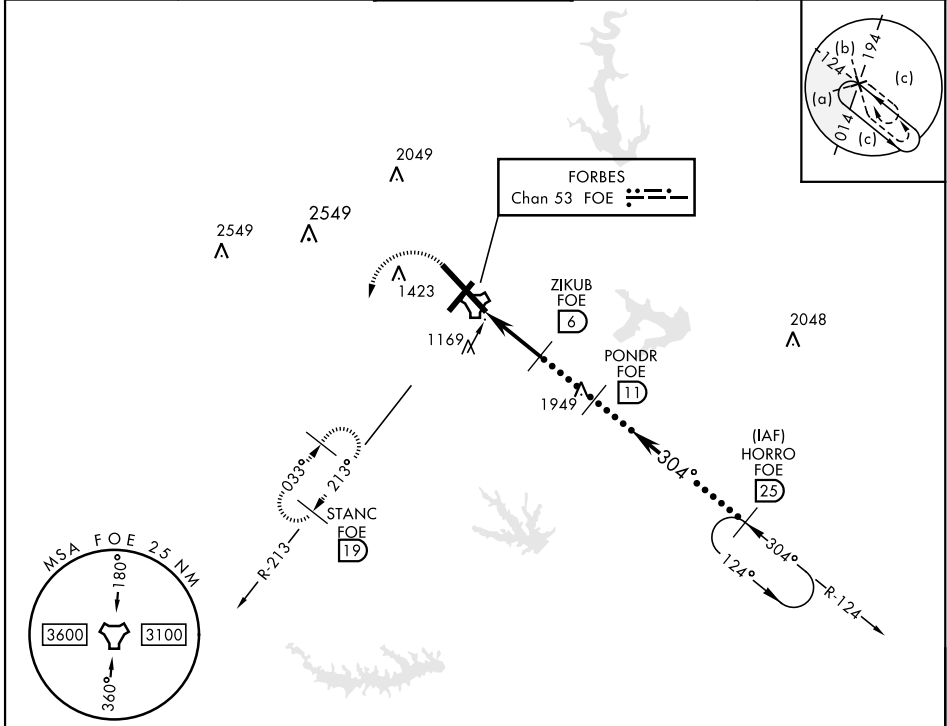 (b)
194
124
(c)
(a)
014
(c)
2049
FORBES
Chan 53 FOE
2549
2549
1423
ZIKUB
FOE
6
1169
2048
PONDR
FOE
11
1949
(IAF)
HORRO
FOE
25
304°
033°
213°
STANC
FOE
19
R-213
304°
124°
R-124
MSA FOE 25 NM
180°
3600
3100
360°